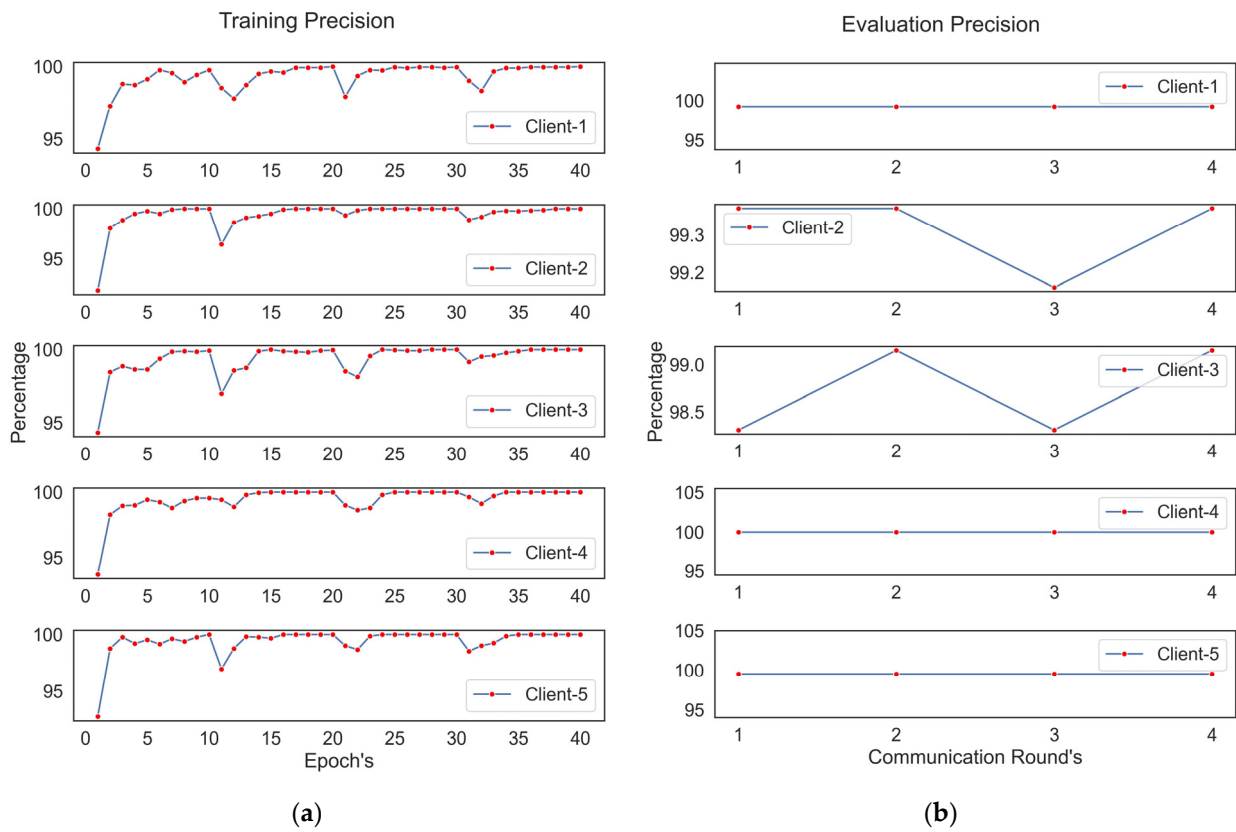 Training Precision
100
95
Client-1
0 5 10 15 20 25 30 35 40
100
95
Client-2
0 5 10 15 20 25 30 35 40
100
95
Client-3
0 5 10 15 20 25 30 35 40
100
95
Client-4
0 5 10 15 20 25 30 35 40
100
95
Client-5
0 5 10 15 20 25 30 35 40
Percentage
Epoch's
(a)
Evaluation Precision
100
95
Client-1
1 2 3 4
99.3
99.2
Client-2
1 2 3 4
99.0
98.5
Client-3
1 2 3 4
105
100
95
Client-4
1 2 3 4
105
100
95
Client-5
1 2 3 4
Percentage
Communication Round's
(b)